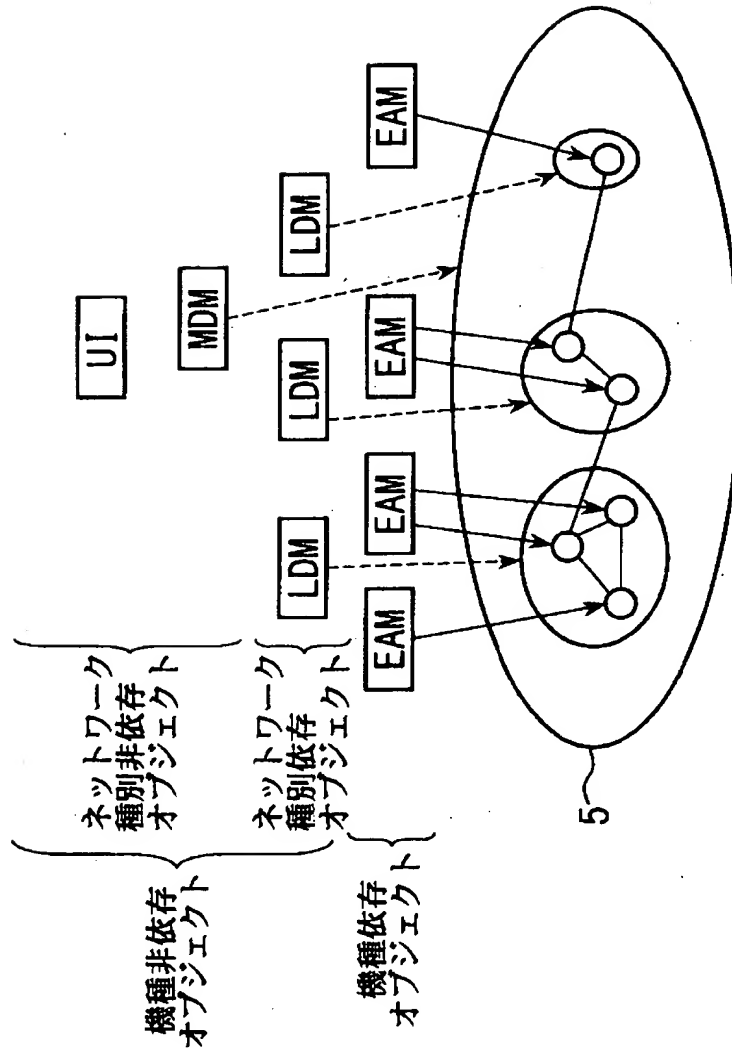 UI
MDM
LDM
LDM
LDM
EAM
EAM
EAM
EAM
ネットワーク
種別非依存
オブジェクト
ネットワーク
種別依存
オブジェクト
機種非依存
オブジェクト
機種依存
オブジェクト
5